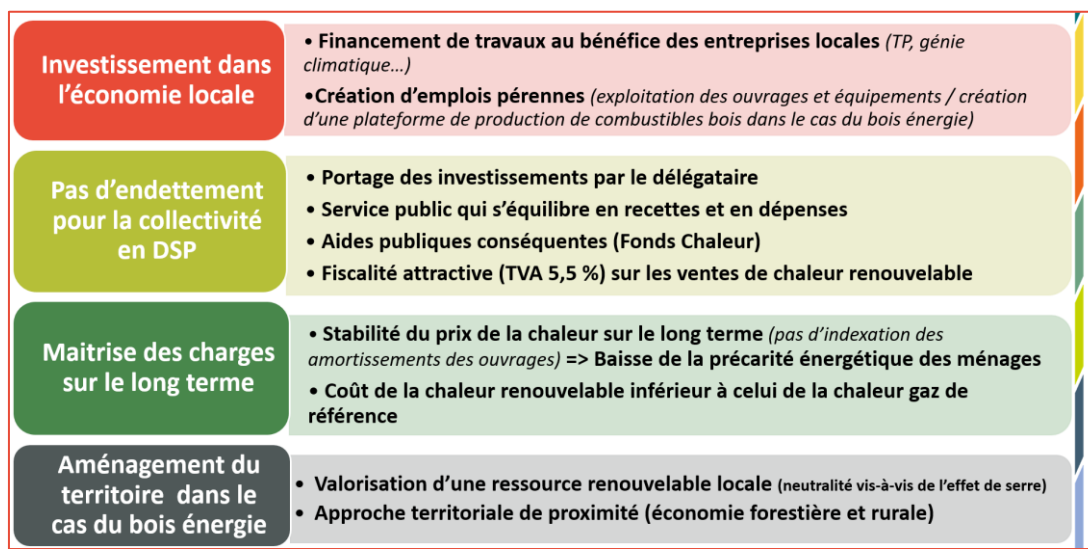 Investissement dans
l'économie locale
• Financement de travaux au bénéfice des entreprises locales (TP, génie
climatique...)
•Création d'emplois pérennes (exploitation des ouvrages et équipements / création
d'une plateforme de production de combustibles bois dans le cas du bois énergie)
Pas d'endettement
pour la collectivité
en DSP
• Portage des investissements par le délégataire
• Service public qui s'équilibre en recettes et en dépenses
• Aides publiques conséquentes (Fonds Chaleur)
• Fiscalité attractive (TVA 5,5 %) sur les ventes de chaleur renouvelable
Maitrise des charges
sur le long terme
• Stabilité du prix de la chaleur sur le long terme (pas d'indexation des
amortissements des ouvrages) => Baisse de la précarité énergétique des ménages
• Coût de la chaleur renouvelable inférieur à celui de la chaleur gaz de
référence
Aménagement du
territoire dans le
cas du bois énergie
• Valorisation d'une ressource renouvelable locale (neutralité vis-à-vis de l'effet de serre)
• Approche territoriale de proximité (économie forestière et rurale)